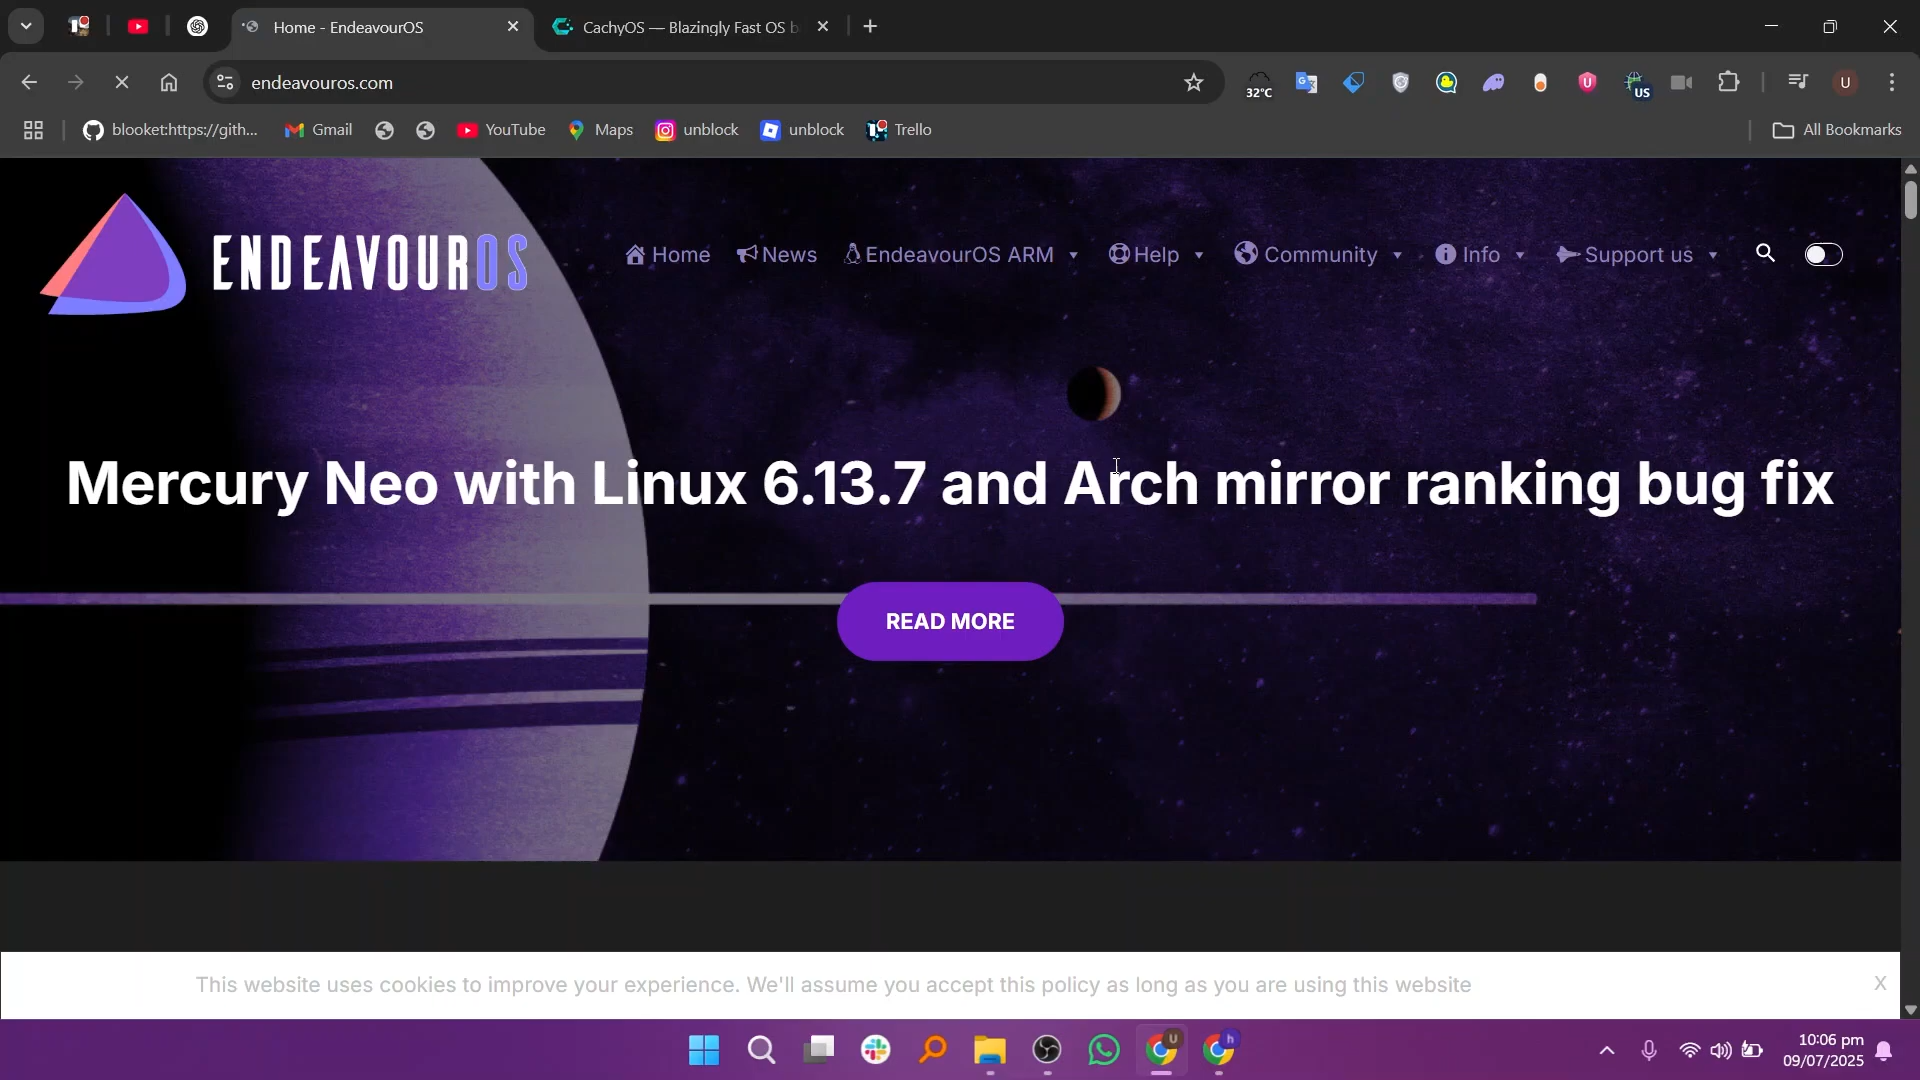 Home - EndeavourOS
CachyOS — Blazingly Fast OS b
endeavouros.com
32°C
US
U
blooket:https://gith...
Gmail
YouTube
Maps
unblock
unblock
Trello
All Bookmarks
ENDEAVOUROS
Home
News
EndeavourOS ARM
Help
Community
Info
Support us
Mercury Neo with Linux 6.13.7 and Arch mirror ranking bug fix
READ MORE
This website uses cookies to improve your experience. We'll assume you accept this policy as long as you are using this website
X
U
h
10:06 pm
09/07/2025